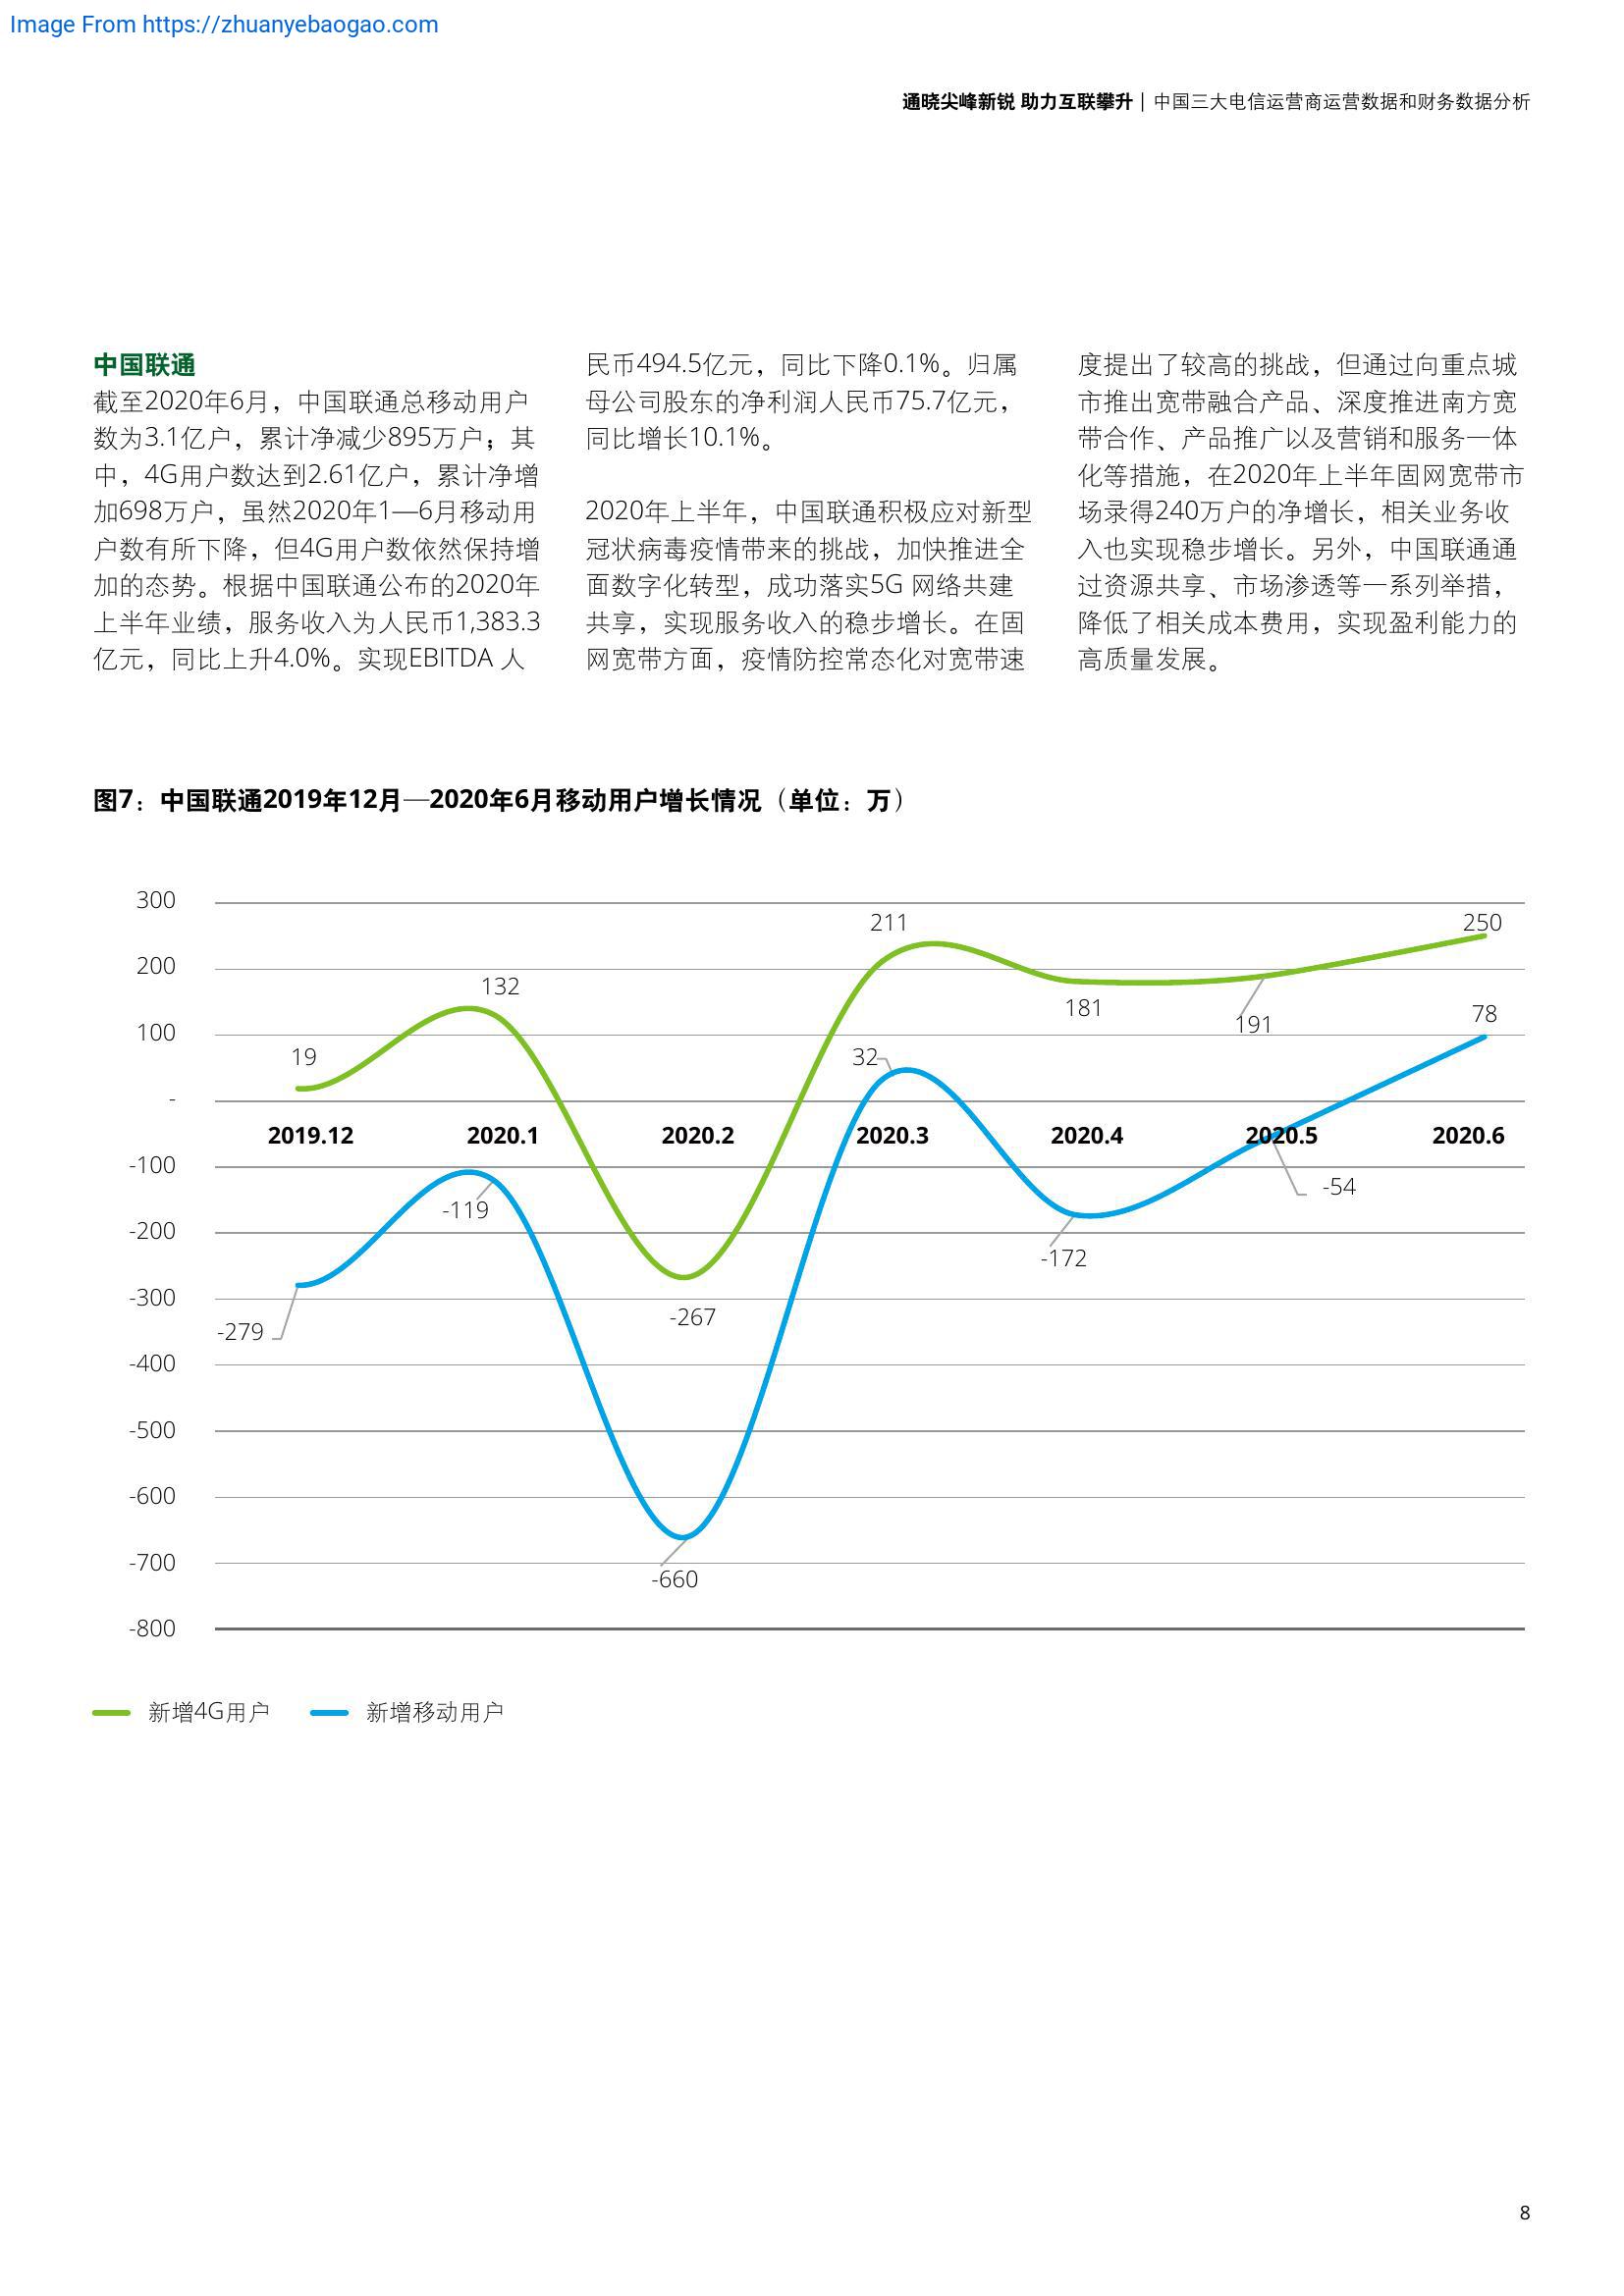 Image From https://zhuanyebaogao.com
通晓尖峰新锐 助力互联攀升 | 中国三大电信运营商运营数据和财务数据分析
中国联通
截至2020年6月，中国联通总移动用户
数为3.1亿户，累计净减少895万户；其
中，4G用户数达到2.61亿户，累计净增
加698万户，虽然2020年1—6月移动用
户数有所下降，但4G用户数依然保持增
加的态势。根据中国联通公布的2020年
上半年业绩，服务收入为人民币1,383.3
亿元，同比上升4.0%。实现EBITDA 人
民币494.5亿元，同比下降0.1%。归属
母公司股东的净利润人民币75.7亿元，
同比增长10.1%。
2020年上半年，中国联通积极应对新型
冠状病毒疫情带来的挑战，加快推进全
面数字化转型，成功落实5G 网络共建
共享，实现服务收入的稳步增长。在固
网宽带方面，疫情防控常态化对宽带速
度提出了较高的挑战，但通过向重点城
市推出宽带融合产品、深度推进南方宽
带合作、产品推广以及营销和服务一体
化等措施，在2020年上半年固网宽带市
场录得240万户的净增长，相关业务收
入也实现稳步增长。另外，中国联通通
过资源共享、市场渗透等一系列举措，
降低了相关成本费用，实现盈利能力的
高质量发展。
图7：中国联通2019年12月—2020年6月移动用户增长情况（单位：万）
300
211
250
200
132
181
191
78
100
19
32
-
2019.12 2020.1 2020.2 2020.3 2020.4 2020.5 2020.6
-100
-119
-54
-200
-172
-300
-279
-267
-400
-500
-600
-700
-660
-800
新增4G用户 新增移动用户
8